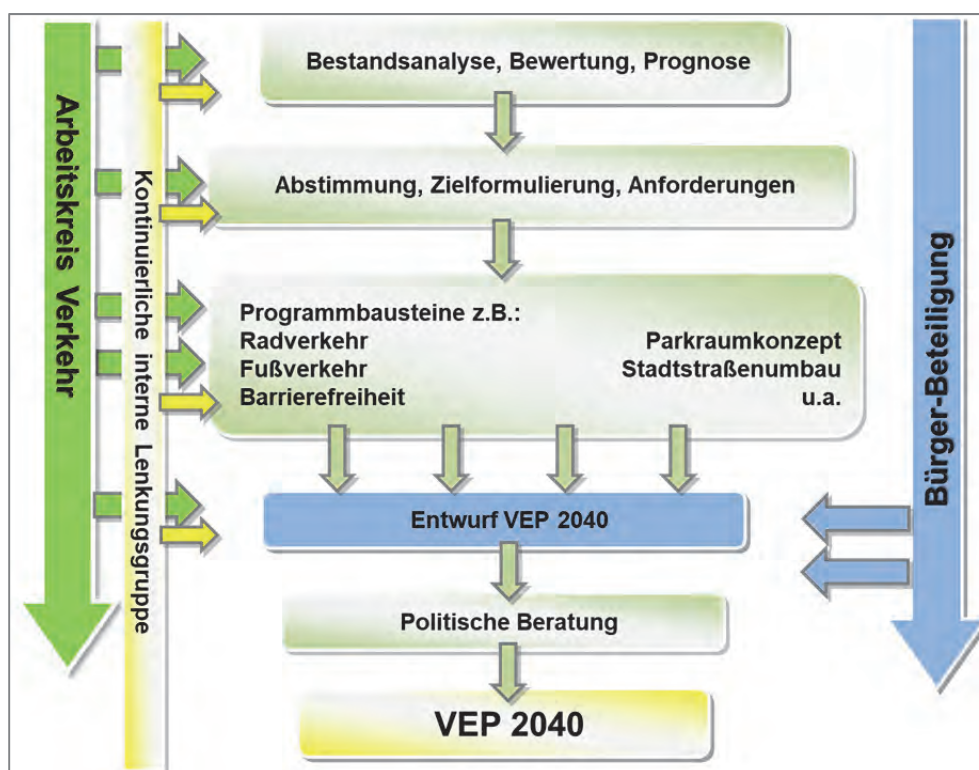 Arbeitskreis Verkehr
Kontinuierliche interne Lenkungsgruppe
Bestandsanalyse, Bewertung, Prognose
Abstimmung, Zielformulierung, Anforderungen
Programmbausteine z.B.:
Radverkehr
Fußverkehr
Barrierefreiheit
Parkraumkonzept
Stadtstraßenumbau
u.a.
Entwurf VEP 2040
Politische Beratung
VEP 2040
Bürger-Beteiligung